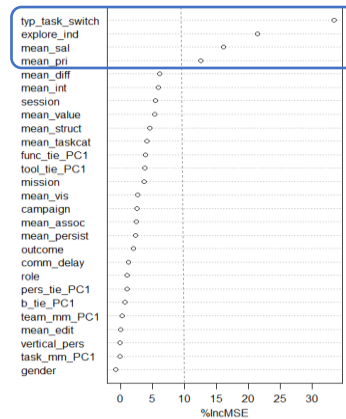 typ_task_switch
explore_ind
mean_sal
mean_pri
mean_diff
mean_int
session
mean_value
mean_struct
mean_taskcat
func_tie_PC1
tool_tie_PC1
mission
mean_vis
campaign
mean_assoc
mean_persist
outcome
comm_delay
role
pers_tie_PC1
b_tie_PC1
team_mm_PC1
mean_edit
vertical_pers
task_mm_PC1
gender
0 5 10 15 20 25 30
%IncMSE